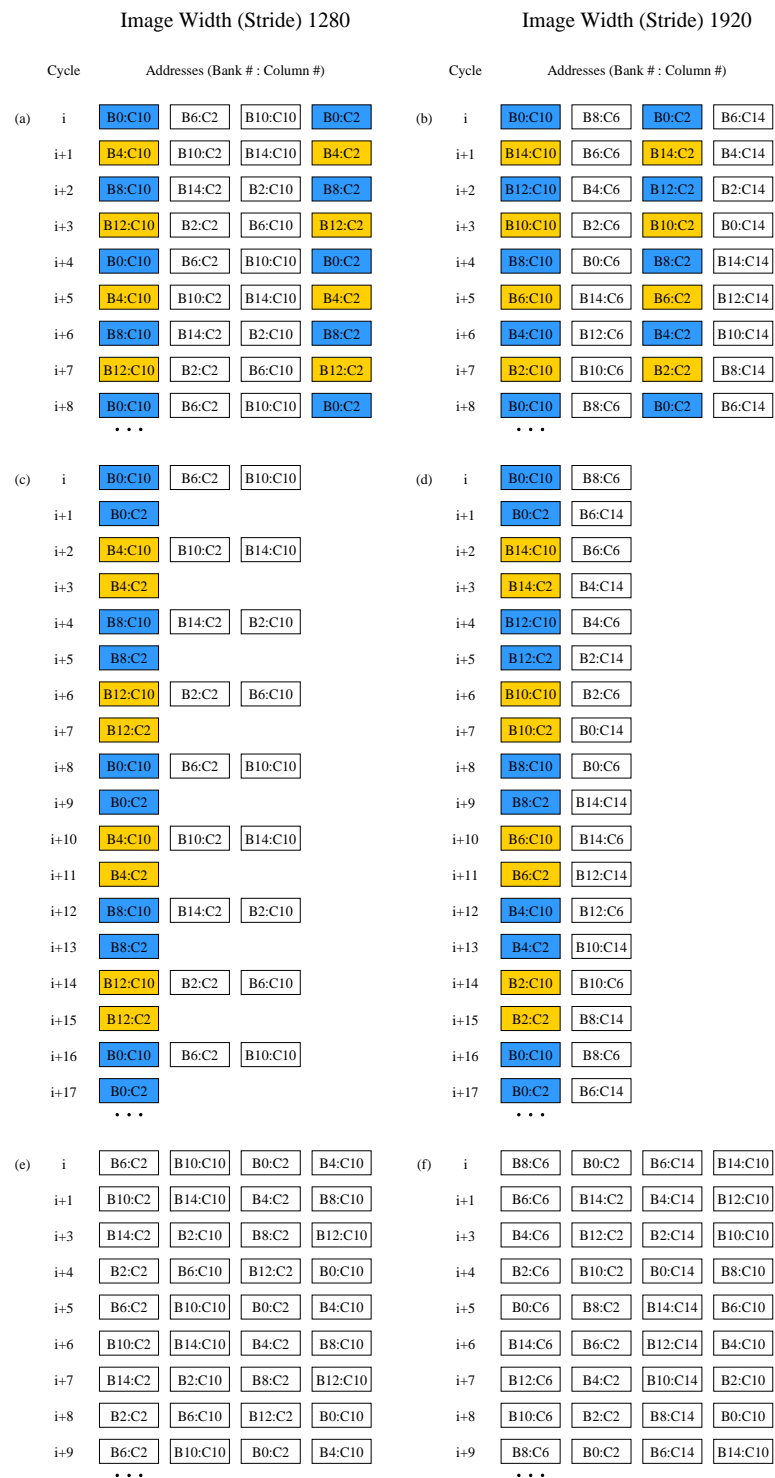 Image Width (Stride) 1280
Cycle Addresses (Bank # : Column #)
(a) i B0:C10 B6:C2 B10:C10 B0:C2
i+1 B4:C10 B10:C2 B14:C10 B4:C2
i+2 B8:C10 B14:C2 B2:C10 B8:C2
i+3 B12:C10 B2:C2 B6:C10 B12:C2
i+4 B0:C10 B6:C2 B10:C10 B0:C2
i+5 B4:C10 B10:C2 B14:C10 B4:C2
i+6 B8:C10 B14:C2 B2:C10 B8:C2
i+7 B12:C10 B2:C2 B6:C10 B12:C2
i+8 B0:C10 B6:C2 B10:C10 B0:C2
. . .
(c) i B0:C10 B6:C2 B10:C10
i+1 B0:C2
i+2 B4:C10 B10:C2 B14:C10
i+3 B4:C2
i+4 B8:C10 B14:C2 B2:C10
i+5 B8:C2
i+6 B12:C10 B2:C2 B6:C10
i+7 B12:C2
i+8 B0:C10 B6:C2 B10:C10
i+9 B0:C2
i+10 B4:C10 B10:C2 B14:C10
i+11 B4:C2
i+12 B8:C10 B14:C2 B2:C10
i+13 B8:C2
i+14 B12:C10 B2:C2 B6:C10
i+15 B12:C2
i+16 B0:C10 B6:C2 B10:C10
i+17 B0:C2
. . .
(e) i B6:C2 B10:C10 B0:C2 B4:C10
i+1 B10:C2 B14:C10 B4:C2 B8:C10
i+3 B14:C2 B2:C10 B8:C2 B12:C10
i+4 B2:C2 B6:C10 B12:C2 B0:C10
i+5 B6:C2 B10:C10 B0:C2 B4:C10
i+6 B10:C2 B14:C10 B4:C2 B8:C10
i+7 B14:C2 B2:C10 B8:C2 B12:C10
i+8 B2:C2 B6:C10 B12:C2 B0:C10
i+9 B6:C2 B10:C10 B0:C2 B4:C10
. . .
Image Width (Stride) 1920
Cycle Addresses (Bank # : Column #)
(b) i B0:C10 B8:C6 B0:C2 B6:C14
i+1 B14:C10 B6:C6 B14:C2 B4:C14
i+2 B12:C10 B4:C6 B12:C2 B2:C14
i+3 B10:C10 B2:C6 B10:C2 B0:C14
i+4 B8:C10 B0:C6 B8:C2 B14:C14
i+5 B6:C10 B14:C6 B6:C2 B12:C14
i+6 B4:C10 B12:C6 B4:C2 B10:C14
i+7 B2:C10 B10:C6 B2:C2 B8:C14
i+8 B0:C10 B8:C6 B0:C2 B6:C14
. . .
(d) i B0:C10 B8:C6
i+1 B0:C2 B6:C14
i+2 B14:C10 B6:C6
i+3 B14:C2 B4:C14
i+4 B12:C10 B4:C6
i+5 B12:C2 B2:C14
i+6 B10:C10 B2:C6
i+7 B10:C2 B0:C14
i+8 B8:C10 B0:C6
i+9 B8:C2 B14:C14
i+10 B6:C10 B14:C6
i+11 B6:C2 B12:C14
i+12 B4:C10 B12:C6
i+13 B4:C2 B10:C14
i+14 B2:C10 B10:C6
i+15 B2:C2 B8:C14
i+16 B0:C10 B8:C6
i+17 B0:C2 B6:C14
. . .
(f) i B8:C6 B0:C2 B6:C14 B14:C10
i+1 B6:C6 B14:C2 B4:C14 B12:C10
i+3 B4:C6 B12:C2 B2:C14 B10:C10
i+4 B2:C6 B10:C2 B0:C14 B8:C10
i+5 B0:C6 B8:C2 B14:C14 B6:C10
i+6 B14:C6 B6:C2 B12:C14 B4:C10
i+7 B12:C6 B4:C2 B10:C14 B2:C10
i+8 B10:C6 B2:C2 B8:C14 B0:C10
i+9 B8:C6 B0:C2 B6:C14 B14:C10
. . .